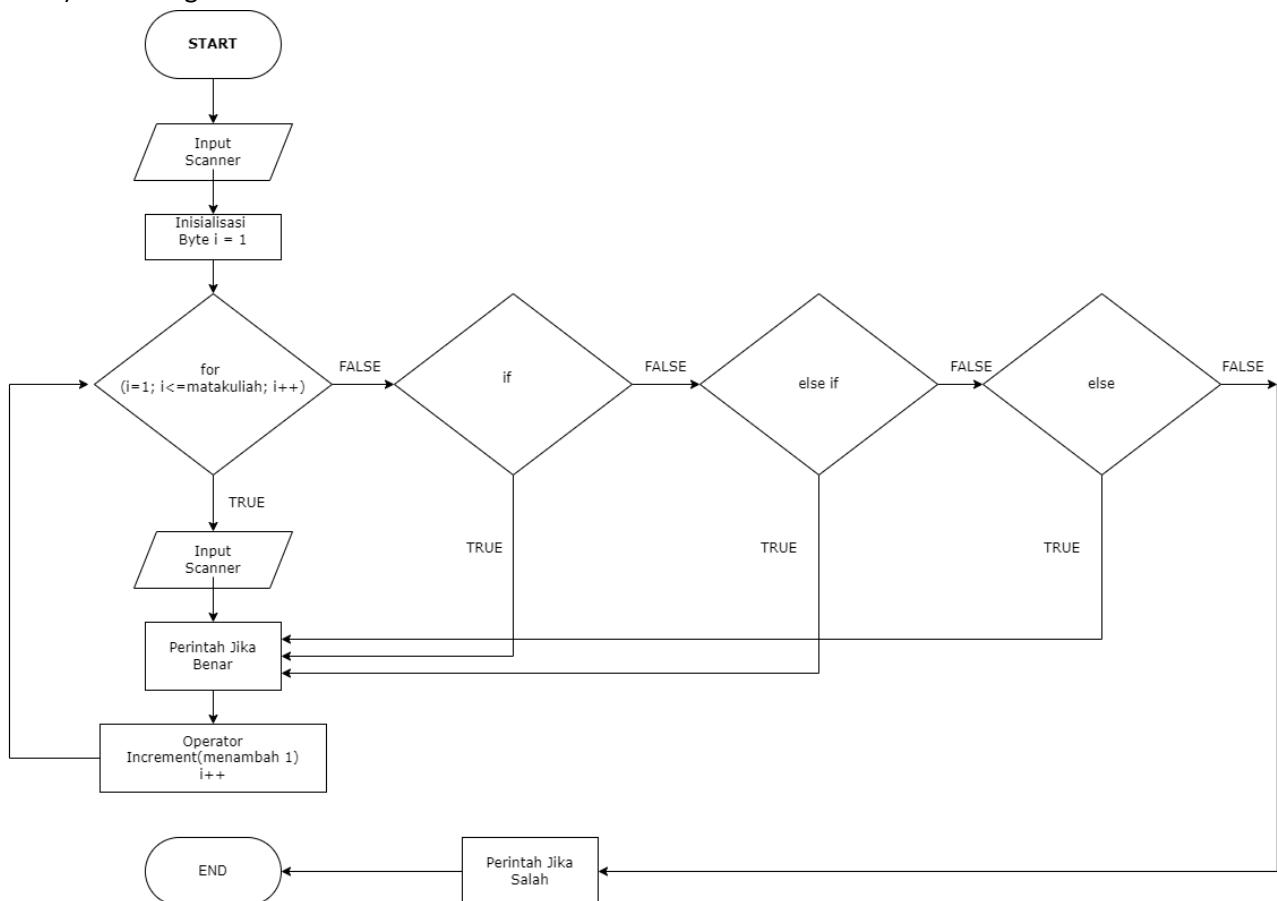 START
Input
Scanner
Inisialisasi
Byte i = 1
for
(i=1; i<=matakuliah; i++)
FALSE
if
FALSE
else if
FALSE
else
FALSE
TRUE
Input
Scanner
TRUE
TRUE
TRUE
Perintah Jika
Benar
Operator
Increment(menambah 1)
i++
END
Perintah Jika
Salah